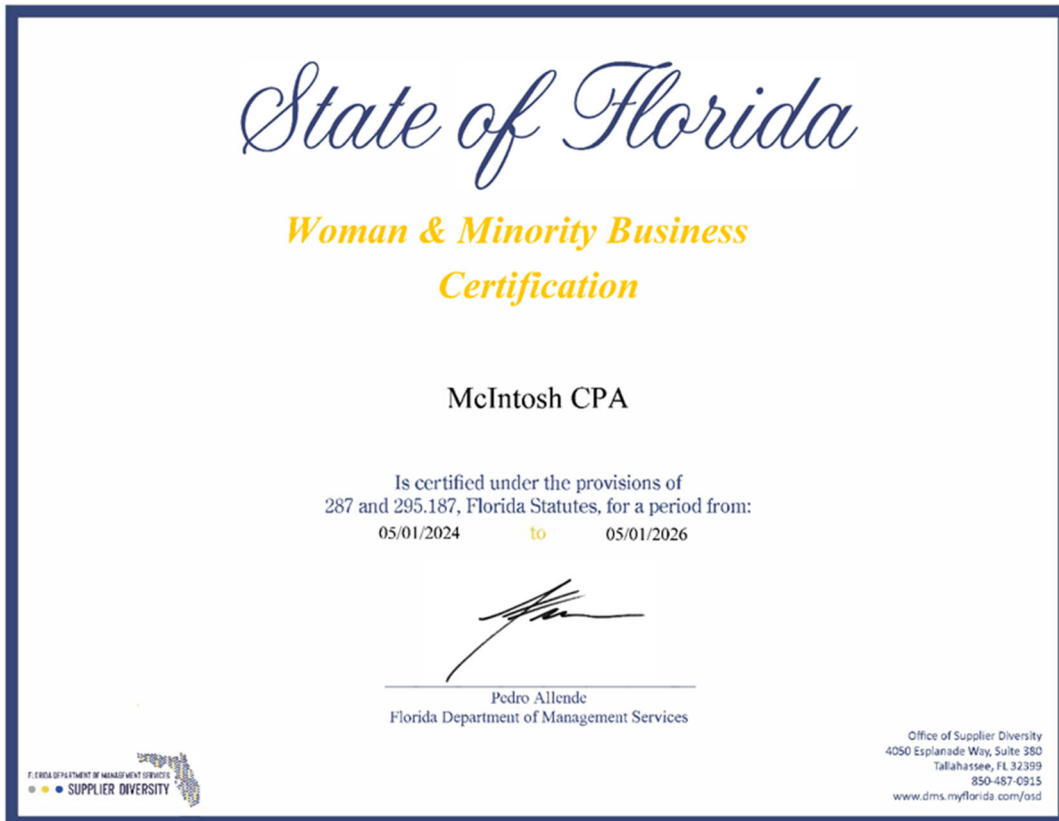 State of Florida
Woman & Minority Business
Certification
McIntosh CPA
Is certified under the provisions of
287 and 295.187, Florida Statutes, for a period from:
05/01/2024 to 05/01/2026
Pedro Allende
Florida Department of Management Services
FLORIDA DEPARTMENT OF MANAGEMENT SERVICES
SUPPLIER DIVERSITY
Office of Supplier Diversity
4050 Esplanade Way, Suite 380
Tallahassee, FL 32399
850-487-0915
www.dms.myflorida.com/osd